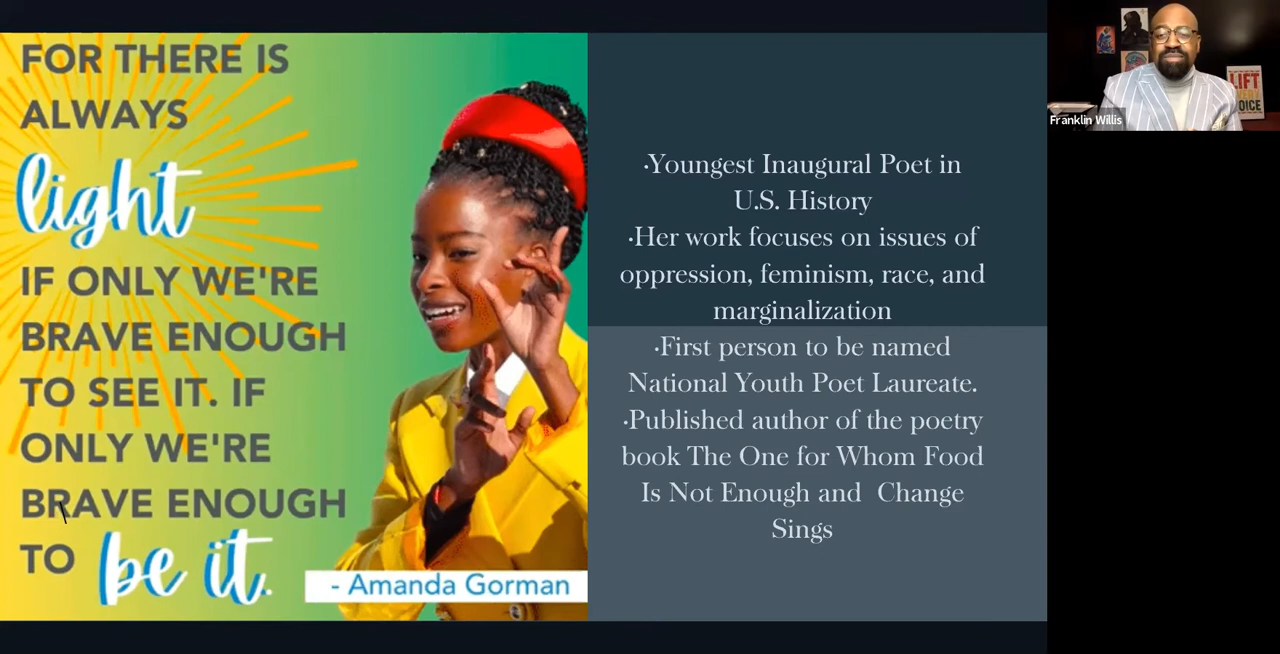 FOR THERE IS
ALWAYS
light
IF ONLY WE'RE
BRAVE ENOUGH
TO SEE IT. IF
ONLY WE'RE
BRAVE ENOUGH
TO be it.
- Amanda Gorman
·Youngest Inaugural Poet in
U.S. History
·Her work focuses on issues of
oppression, feminism, race, and
marginalization
·First person to be named
National Youth Poet Laureate.
·Published author of the poetry
book The One for Whom Food
Is Not Enough and Change
Sings
LIFT
Franklin Willis